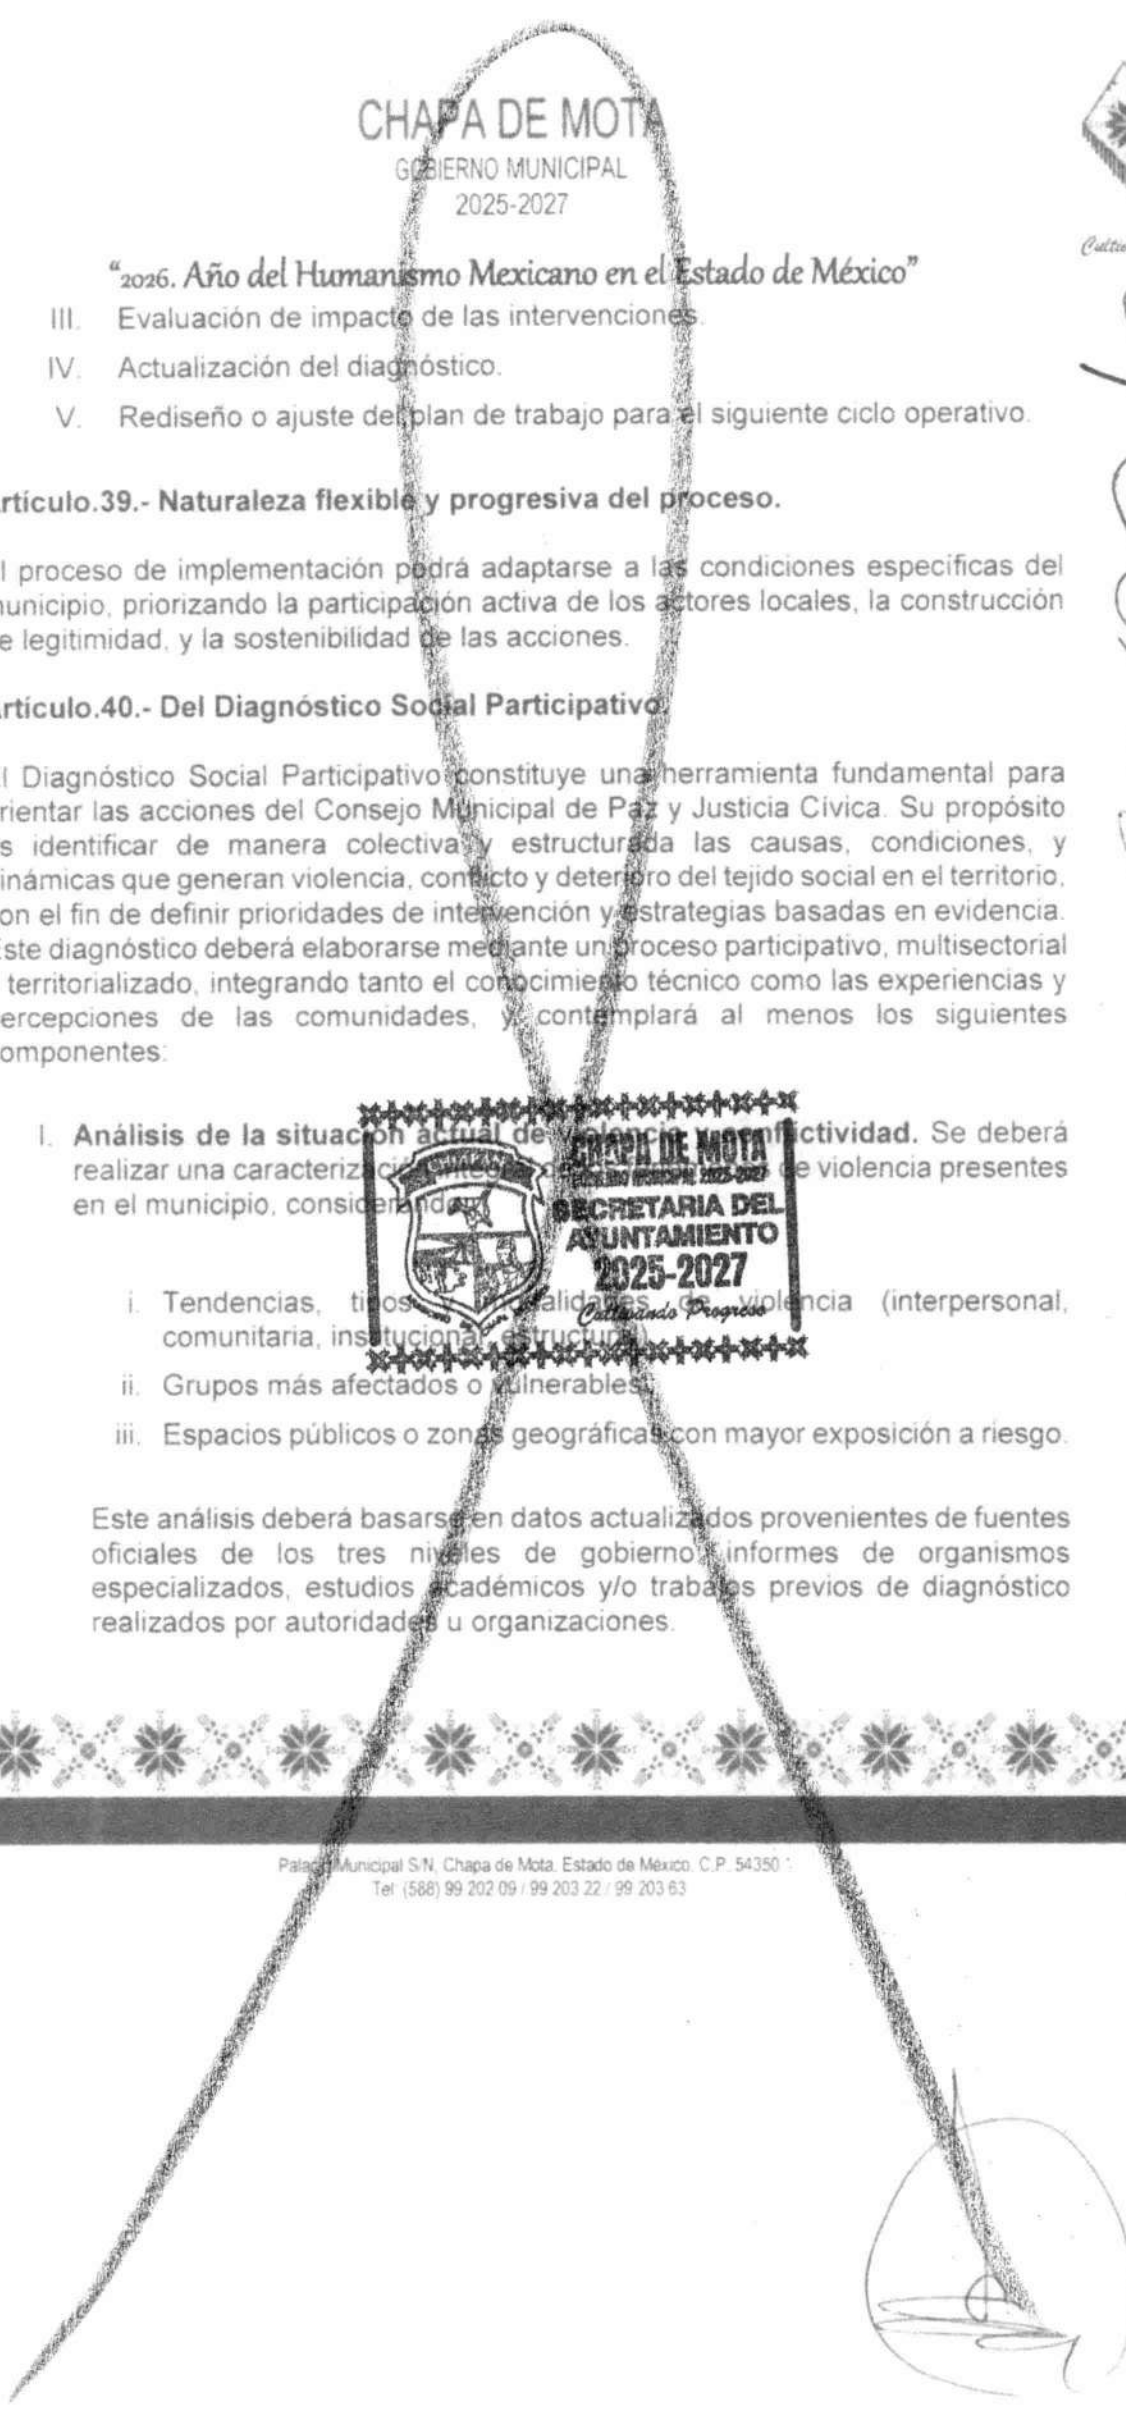 CHAPA DE MOTA
GOBIERNO MUNICIPAL
2025-2027
“2026. Año del Humanismo Mexicano en el Estado de México”
III. Evaluación de impacto de las intervenciones.
IV. Actualización del diagnóstico.
V. Rediseño o ajuste del plan de trabajo para el siguiente ciclo operativo.
rtículo.39.- Naturaleza flexible y progresiva del proceso.
l proceso de implementación podrá adaptarse a las condiciones especificas del
unicipio, priorizando la participación activa de los actores locales, la construcción
e legitimidad, y la sostenibilidad de las acciones.
rtículo.40.- Del Diagnóstico Social Participativo.
l Diagnóstico Social Participativo constituye una herramienta fundamental para
rientar las acciones del Consejo Municipal de Paz y Justicia Cívica. Su propósito
s identificar de manera colectiva y estructurada las causas, condiciones, y
inámicas que generan violencia, conflicto y deterioro del tejido social en el territorio,
on el fin de definir prioridades de intervención y estrategias basadas en evidencia.
ste diagnóstico deberá elaborarse mediante un proceso participativo, multisectorial
territorializado, integrando tanto el conocimiento técnico como las experiencias y
ercepciones de las comunidades, y contemplará al menos los siguientes
omponentes:
I. Análisis de la situación actual de violencia y conflictividad. Se deberá
realizar una de violencia presentes
en el municipio, considerando:
CHAPA DE MOTA
GOBIERNO MUNICIPAL 2025-2027
SECRETARIA DEL
AYUNTAMIENTO
2025-2027
Cultivando Progreso
i. Tendencias, tipos y modalidades de violencia (interpersonal,
comunitaria, institucional, estructural).
ii. Grupos más afectados o vulnerables.
iii. Espacios públicos o zonas geográficas con mayor exposición a riesgo.
Este análisis deberá basarse en datos actualizados provenientes de fuentes
oficiales de los tres niveles de gobierno, informes de organismos
especializados, estudios académicos y/o trabajos previos de diagnóstico
realizados por autoridades u organizaciones.
Palacio Municipal S/N, Chapa de Mota, Estado de México. C.P. 54350
Tel: (588) 99 202 09 / 99 203 22 / 99 203 63